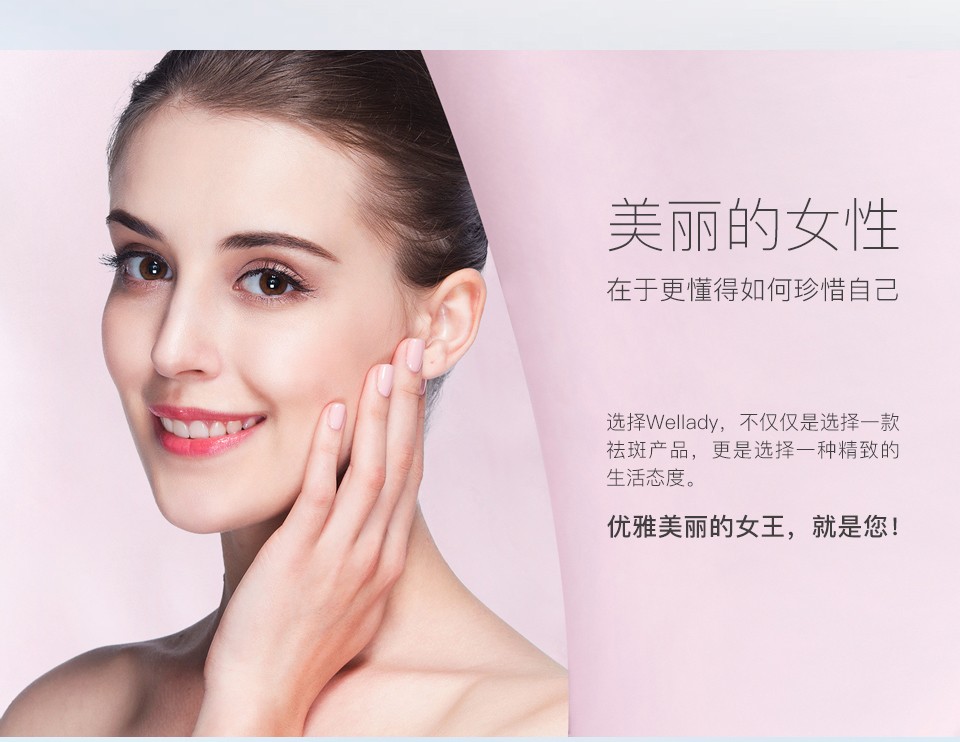 美丽的女性
在于更懂得如何珍惜自己
选择Wellady，不仅仅是选择一款
祛斑产品，更是选择一种精致的
生活态度。
优雅美丽的女王，就是您！